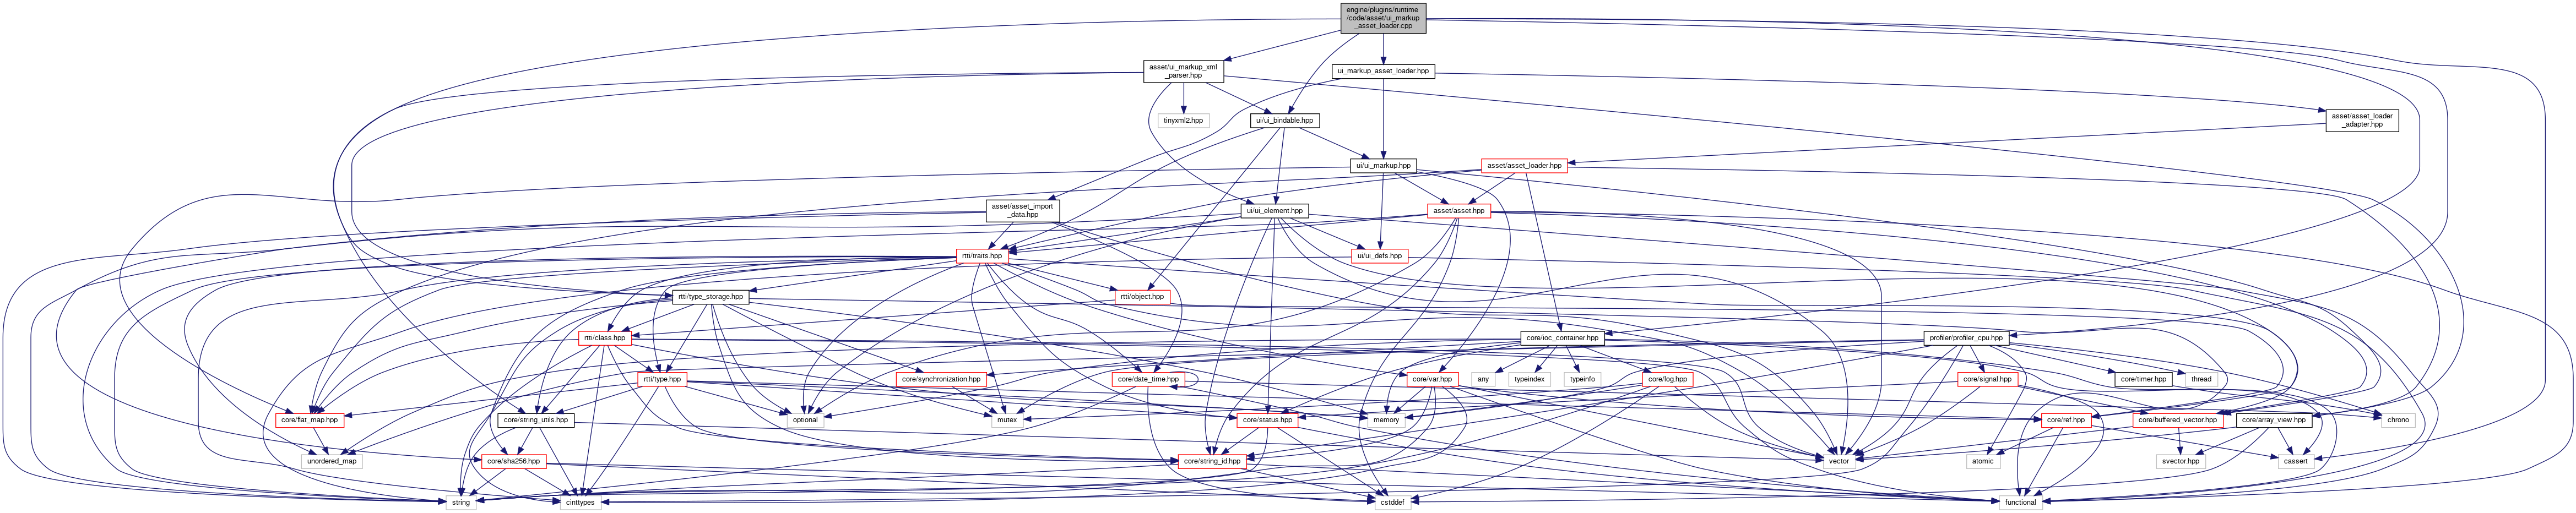 engine/plugins/runtime
/code/asset/ui_markup
_asset_loader.cpp
asset/ui_markup_xml
_parser.hpp
ui_markup_asset_loader.hpp
tinyxml2.hpp
ui/ui_bindable.hpp
asset/asset_loader
_adapter.hpp
ui/ui_markup.hpp
asset/asset_loader.hpp
asset/asset_import
_data.hpp
ui/ui_element.hpp
asset/asset.hpp
rtti/traits.hpp
ui/ui_defs.hpp
rtti/type_storage.hpp
rtti/object.hpp
rtti/class.hpp
core/ioc_container.hpp
profiler/profiler_cpu.hpp
rtti/type.hpp
core/synchronization.hpp
core/date_time.hpp
core/var.hpp
any
typeindex
typeinfo
core/log.hpp
core/signal.hpp
core/timer.hpp
thread
core/flat_map.hpp
core/string_utils.hpp
optional
mutex
core/status.hpp
memory
core/ref.hpp
core/buffered_vector.hpp
core/array_view.hpp
chrono
unordered_map
core/sha256.hpp
core/string_id.hpp
vector
atomic
svector.hpp
cassert
string
cinttypes
cstddef
functional